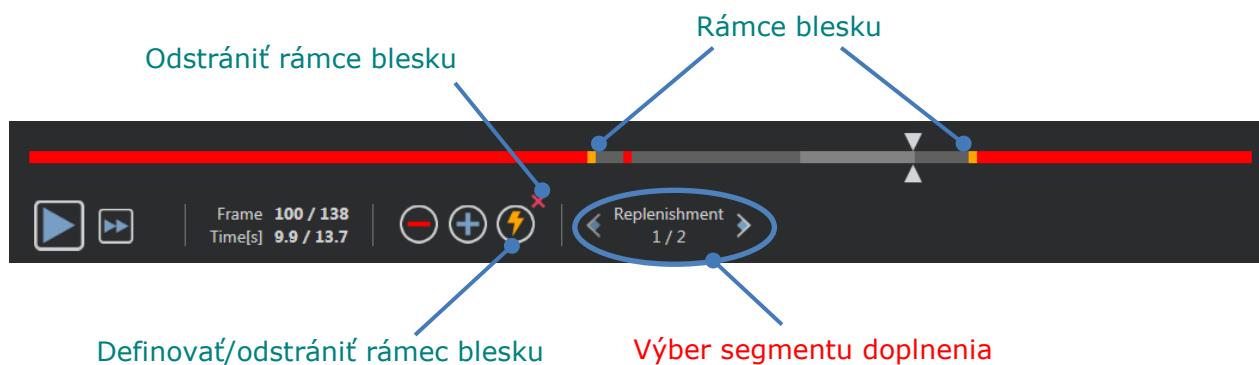 Rámce blesku
Odstrániť rámce blesku
Frame 100 / 138
Time[s] 9.9 / 13.7
Replenishment
1 / 2
Definovať/odstrániť rámec blesku
Výber segmentu doplnenia